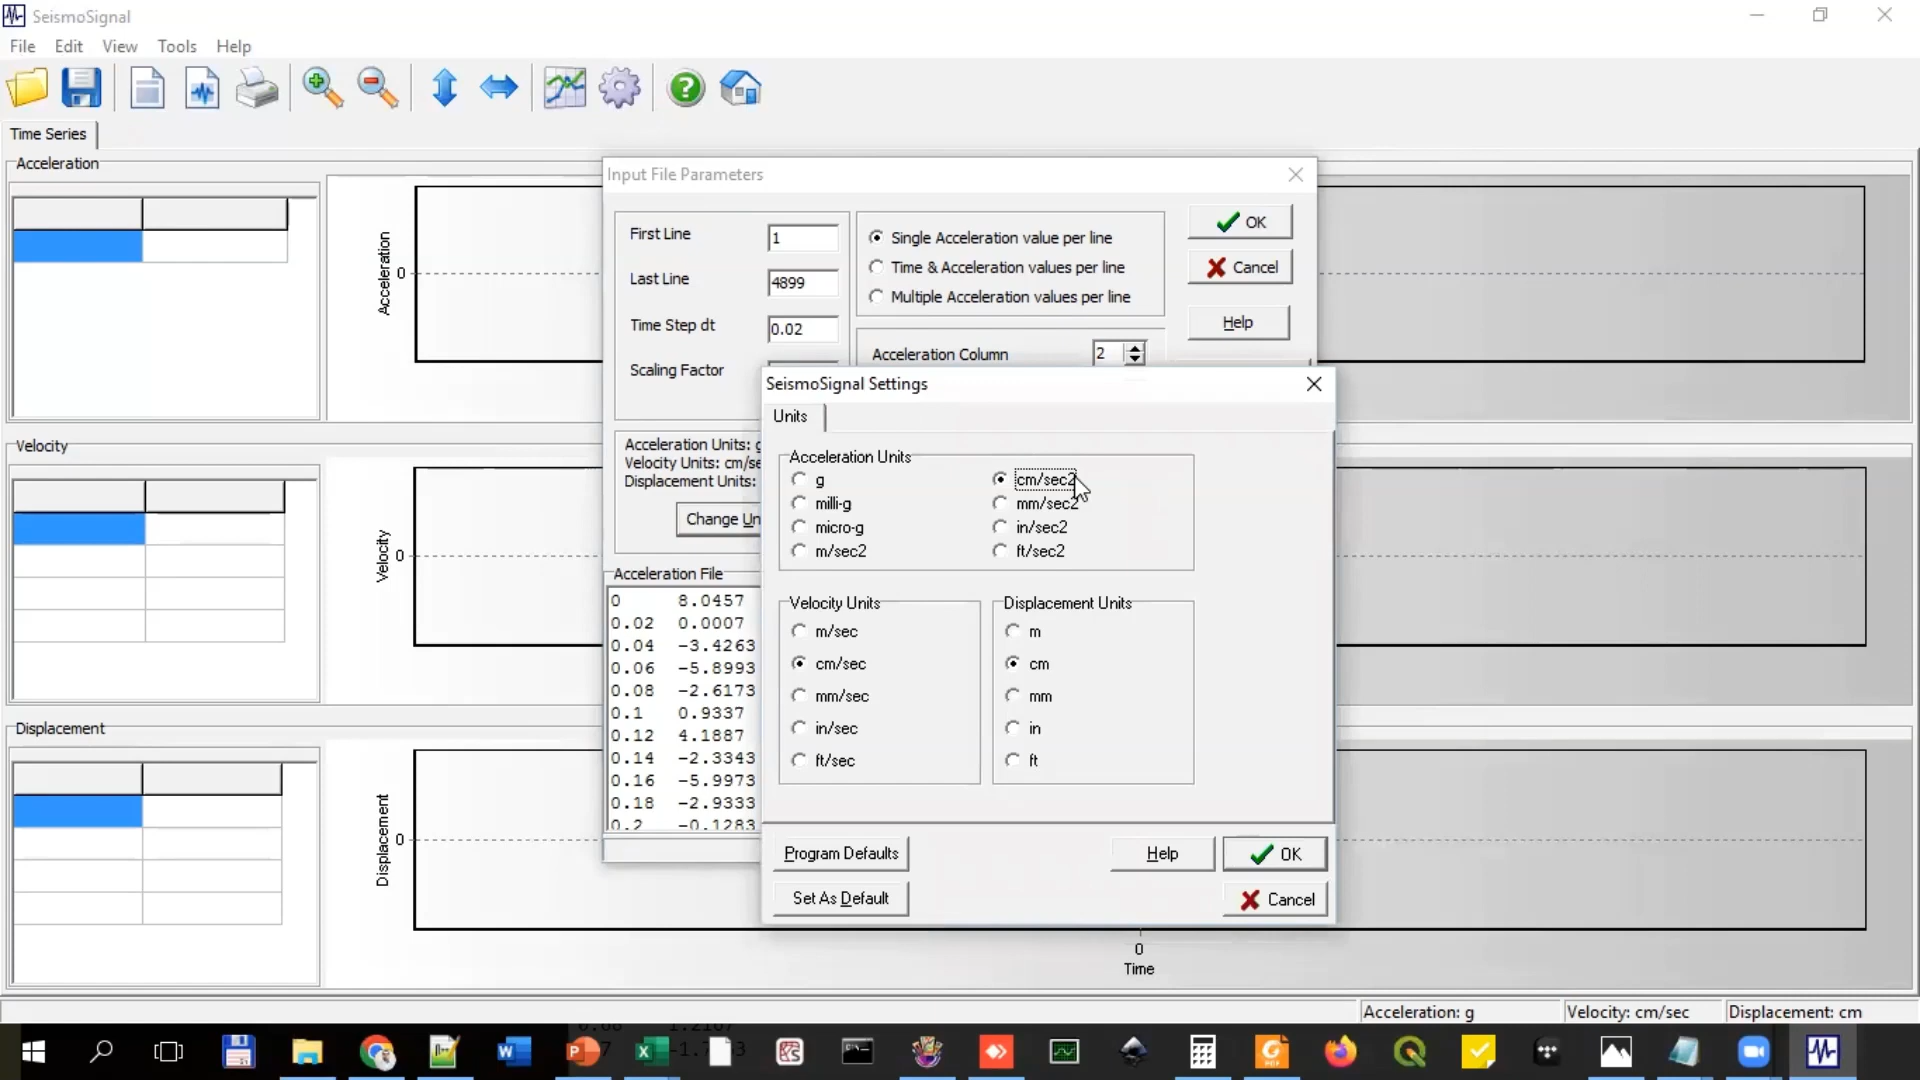 SeismoSignal
File Edit View Tools Help
Time Series
Acceleration
Acceleration
0
Velocity
Velocity
0
Displacement
Displacement
0
0
Time
Input File Parameters
First Line 1
Last Line 4899
Time Step dt 0.02
Scaling Factor
Single Acceleration value per line
Time & Acceleration values per line
Multiple Acceleration values per line
Acceleration Column 2
OK
Cancel
Help
Acceleration Units: g
Velocity Units: cm/se
Displacement Units:
Change Un
Acceleration File
0 8.0457
0.02 0.0007
0.04 -3.4263
0.06 -5.8993
0.08 -2.6173
0.1 0.9337
0.12 4.1887
0.14 -2.3343
0.16 -5.9973
0.18 -2.9333
0.2 -0.1283
SeismoSignal Settings
Units
Acceleration Units
g
milli-g
micro-g
m/sec2
cm/sec2
mm/sec2
in/sec2
ft/sec2
Velocity Units
m/sec
cm/sec
mm/sec
in/sec
ft/sec
Displacement Units
m
cm
mm
in
ft
Program Defaults
Set As Default
Help
OK
Cancel
Acceleration: g Velocity: cm/sec Displacement: cm